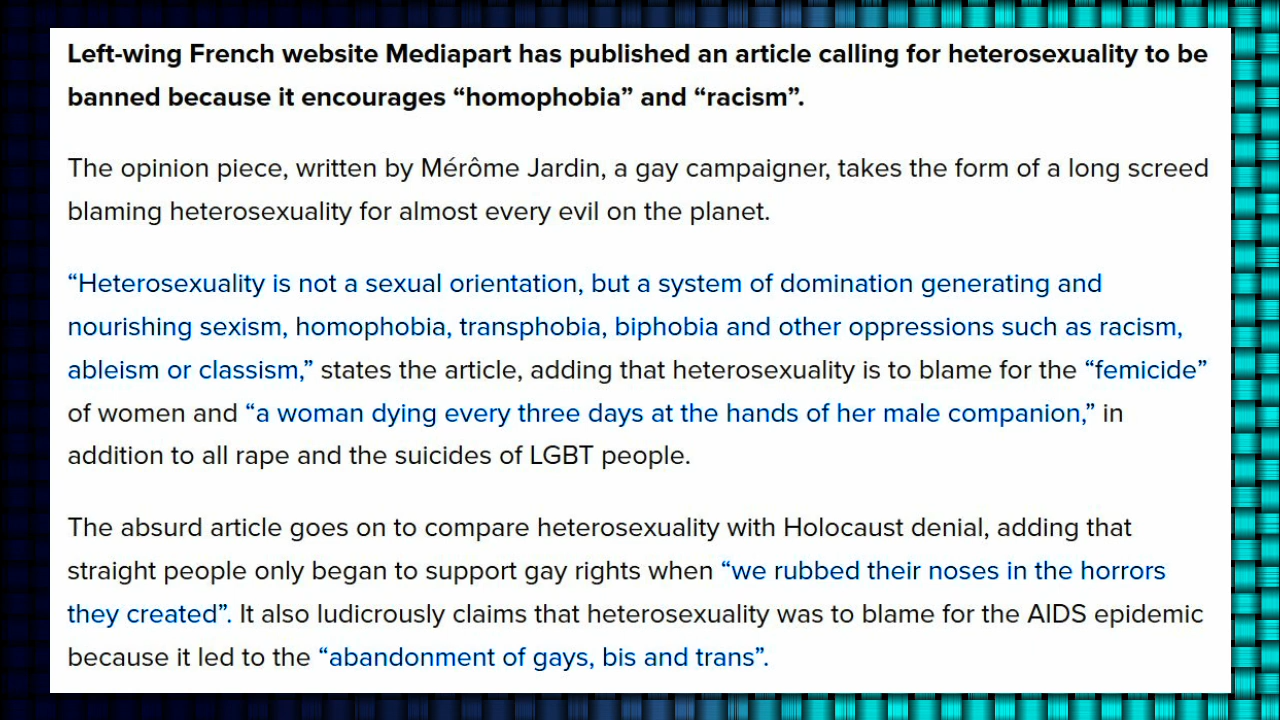 Left-wing French website Mediapart has published an article calling for heterosexuality to be
banned because it encourages “homophobia” and “racism”.
The opinion piece, written by Mérôme Jardin, a gay campaigner, takes the form of a long screed
blaming heterosexuality for almost every evil on the planet.
“Heterosexuality is not a sexual orientation, but a system of domination generating and
nourishing sexism, homophobia, transphobia, biphobia and other oppressions such as racism,
ableism or classism,” states the article, adding that heterosexuality is to blame for the “femicide”
of women and “a woman dying every three days at the hands of her male companion,” in
addition to all rape and the suicides of LGBT people.
The absurd article goes on to compare heterosexuality with Holocaust denial, adding that
straight people only began to support gay rights when “we rubbed their noses in the horrors
they created”. It also ludicrously claims that heterosexuality was to blame for the AIDS epidemic
because it led to the “abandonment of gays, bis and trans”.